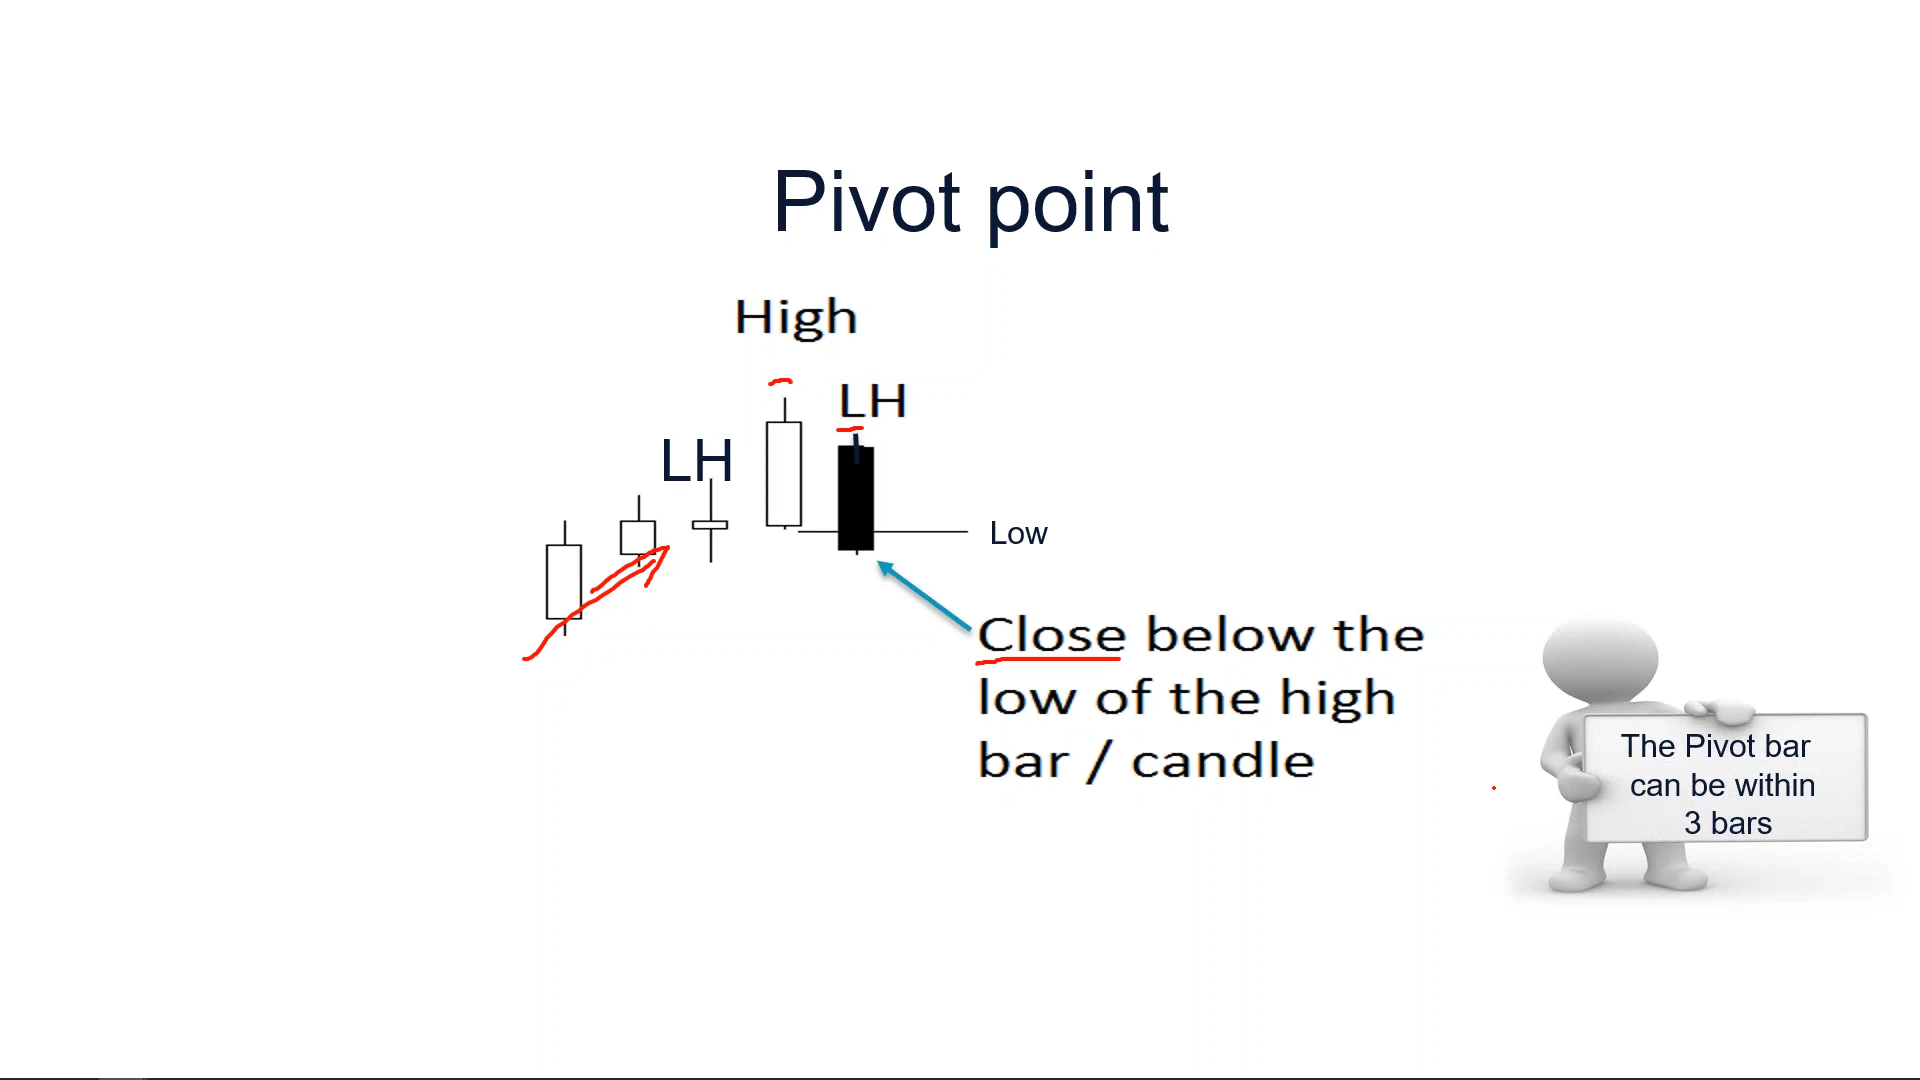 Pivot point
High
LH
LH
Low
Close below the
low of the high
bar / candle
The Pivot bar
can be within
3 bars